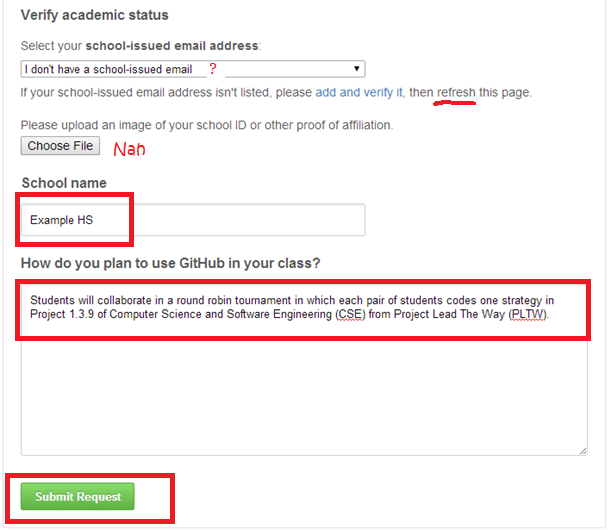 Verify academic status
Select your school-issued email address:
I don't have a school-issued email ?
If your school-issued email address isn't listed, please add and verify it, then refresh this page.
Please upload an image of your school ID or other proof of affiliation.
Choose File Nah
School name
Example HS
How do you plan to use GitHub in your class?
Students will collaborate in a round robin tournament in which each pair of students codes one strategy in
Project 1.3.9 of Computer Science and Software Engineering (CSE) from Project Lead The Way (PLTW).
Submit Request